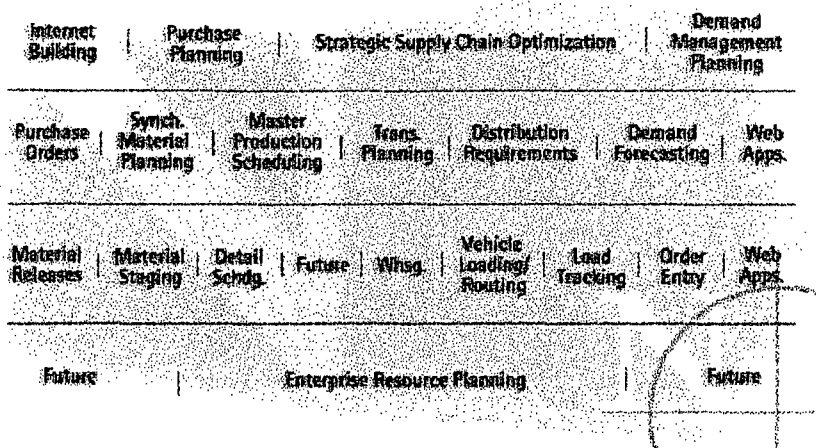 Internet Building | Purchase Planning | Strategic Supply Chain Optimization | Demand Management Planning
Purchase Orders | Synch. Material Planning | Master Production Scheduling | Trans. Planning | Distribution Requirements | Demand Forecasting | Web Apps.
Material Releases | Material Staging | Detail Schdg. | Future | Whsg. | Vehicle Loading/ Routing | Load Tracking | Order Entry | Web Apps.
Future | Enterprise Resource Planning | Future